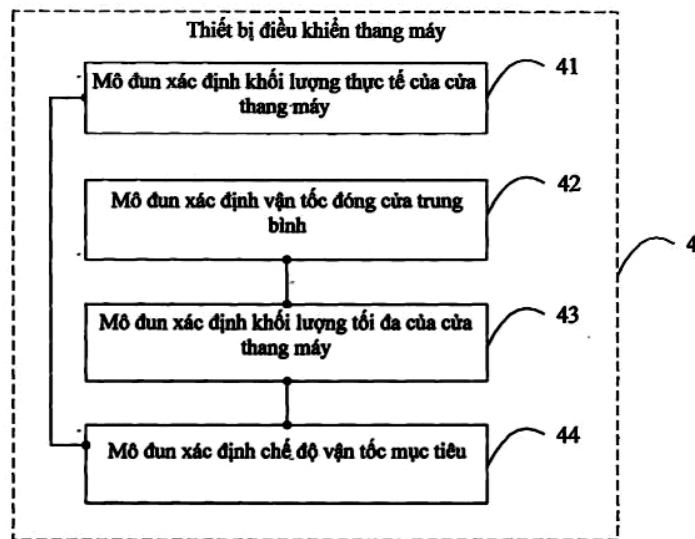 Thiết bị điều khiển thang máy
Mô đun xác định khối lượng thực tế của cửa
thang máy
41
Mô đun xác định vận tốc đóng cửa trung
bình
42
4
Mô đun xác định khối lượng tối đa của cửa
thang máy
43
Mô đun xác định chế độ vận tốc mục tiêu
44